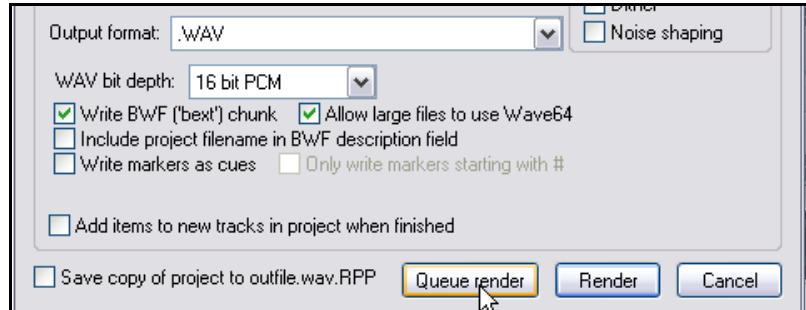 Dither
Output format: .WAV
Noise shaping
WAV bit depth: 16 bit PCM
Write BWF ('bext') chunk Allow large files to use Wave64
Include project filename in BWF description field
Write markers as cues Only write markers starting with #
Add items to new tracks in project when finished
Save copy of project to outfile.wav.RPP Queue render Render Cancel